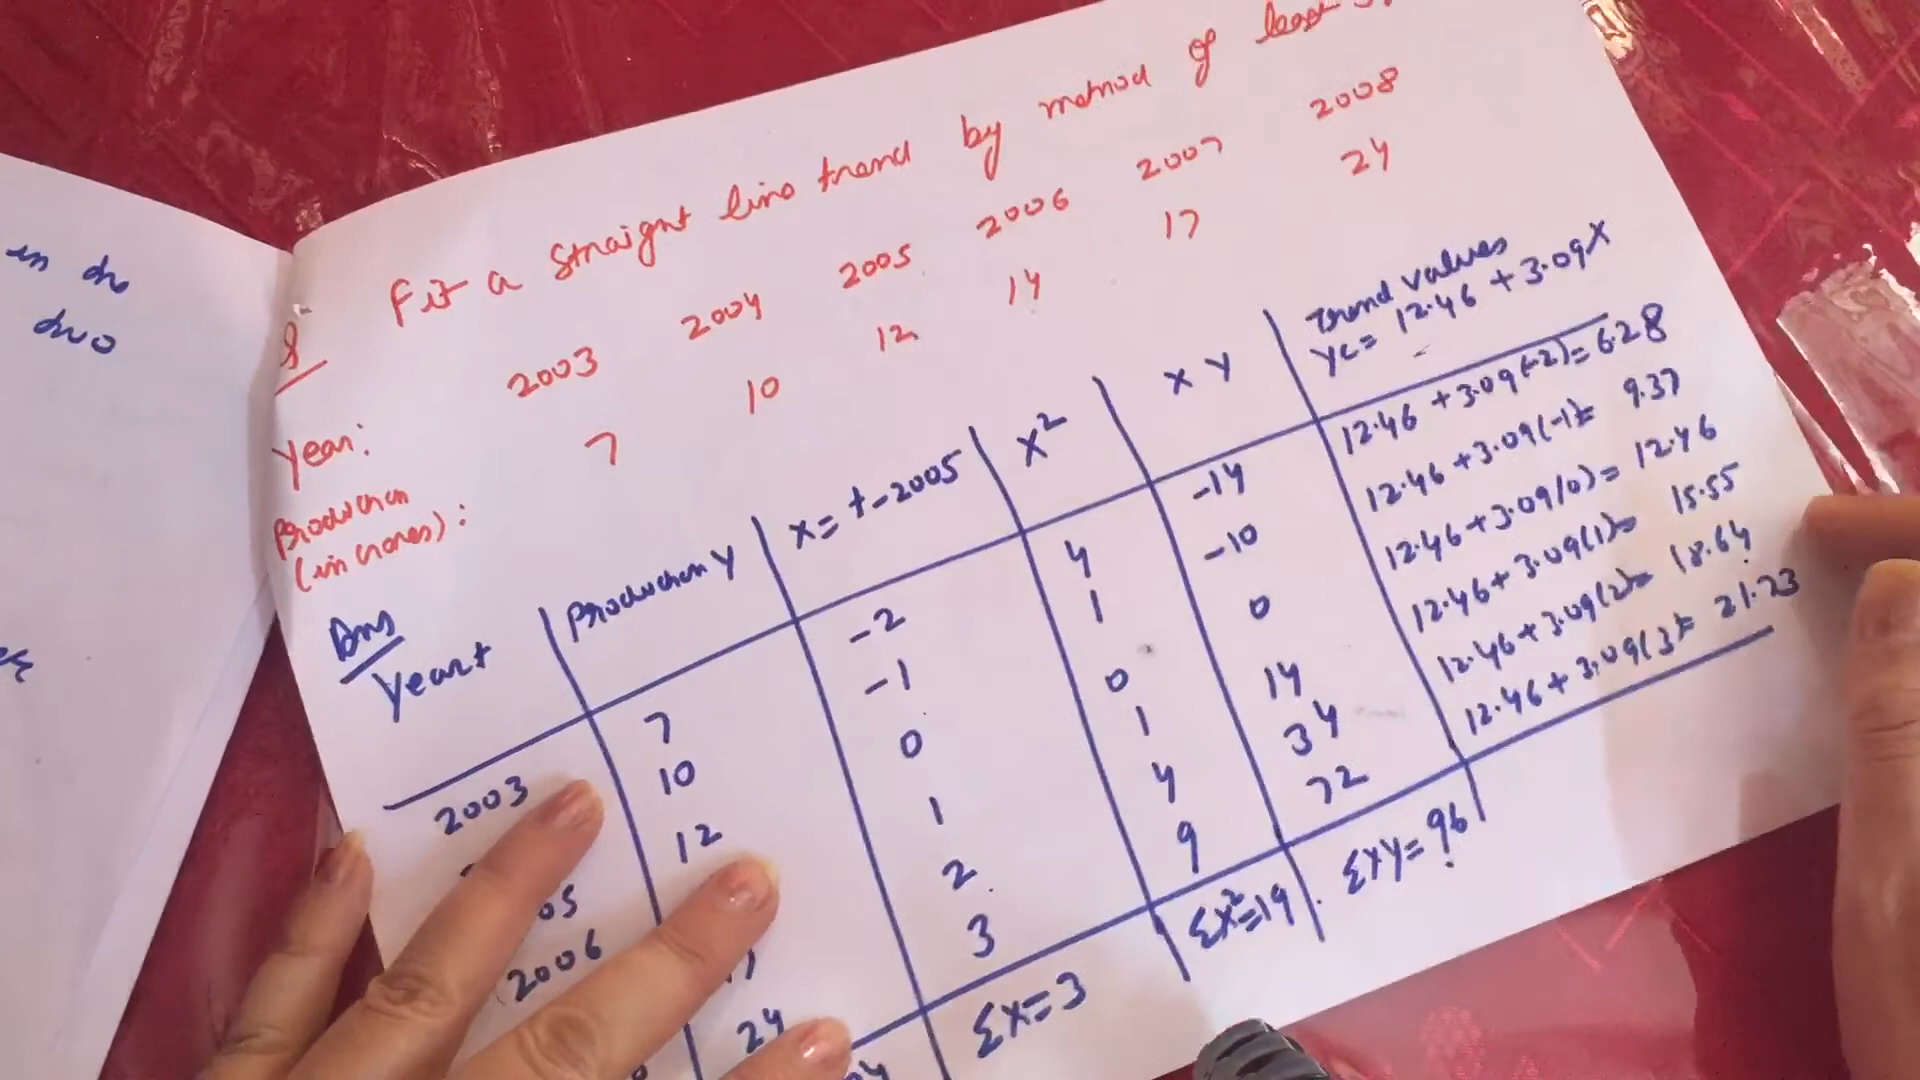 in the
two
Q Fit a straight line trend by method of least
Year: 2003 2004 2005 2006 2007 2008
Production (in crores): 7 10 12 14 17 24
Ans
Year t Production Y X = t-2005 X² XY Trend values Yc = 12.46 + 3.09X
2003 7 -2 4 -14 12.46 + 3.09(-2) = 6.28
10 -1 1 -10 12.46 + 3.09(-1) = 9.37
05 12 0 0 0 12.46 + 3.09(0) = 12.46
2006 1 1 14 12.46 + 3.09(1) = 15.55
17 2 4 34 12.46 + 3.09(2) = 18.64
24 3 9 72 12.46 + 3.09(3) = 21.73
ΣX = 3 ΣX² = 19 ΣXY = 96